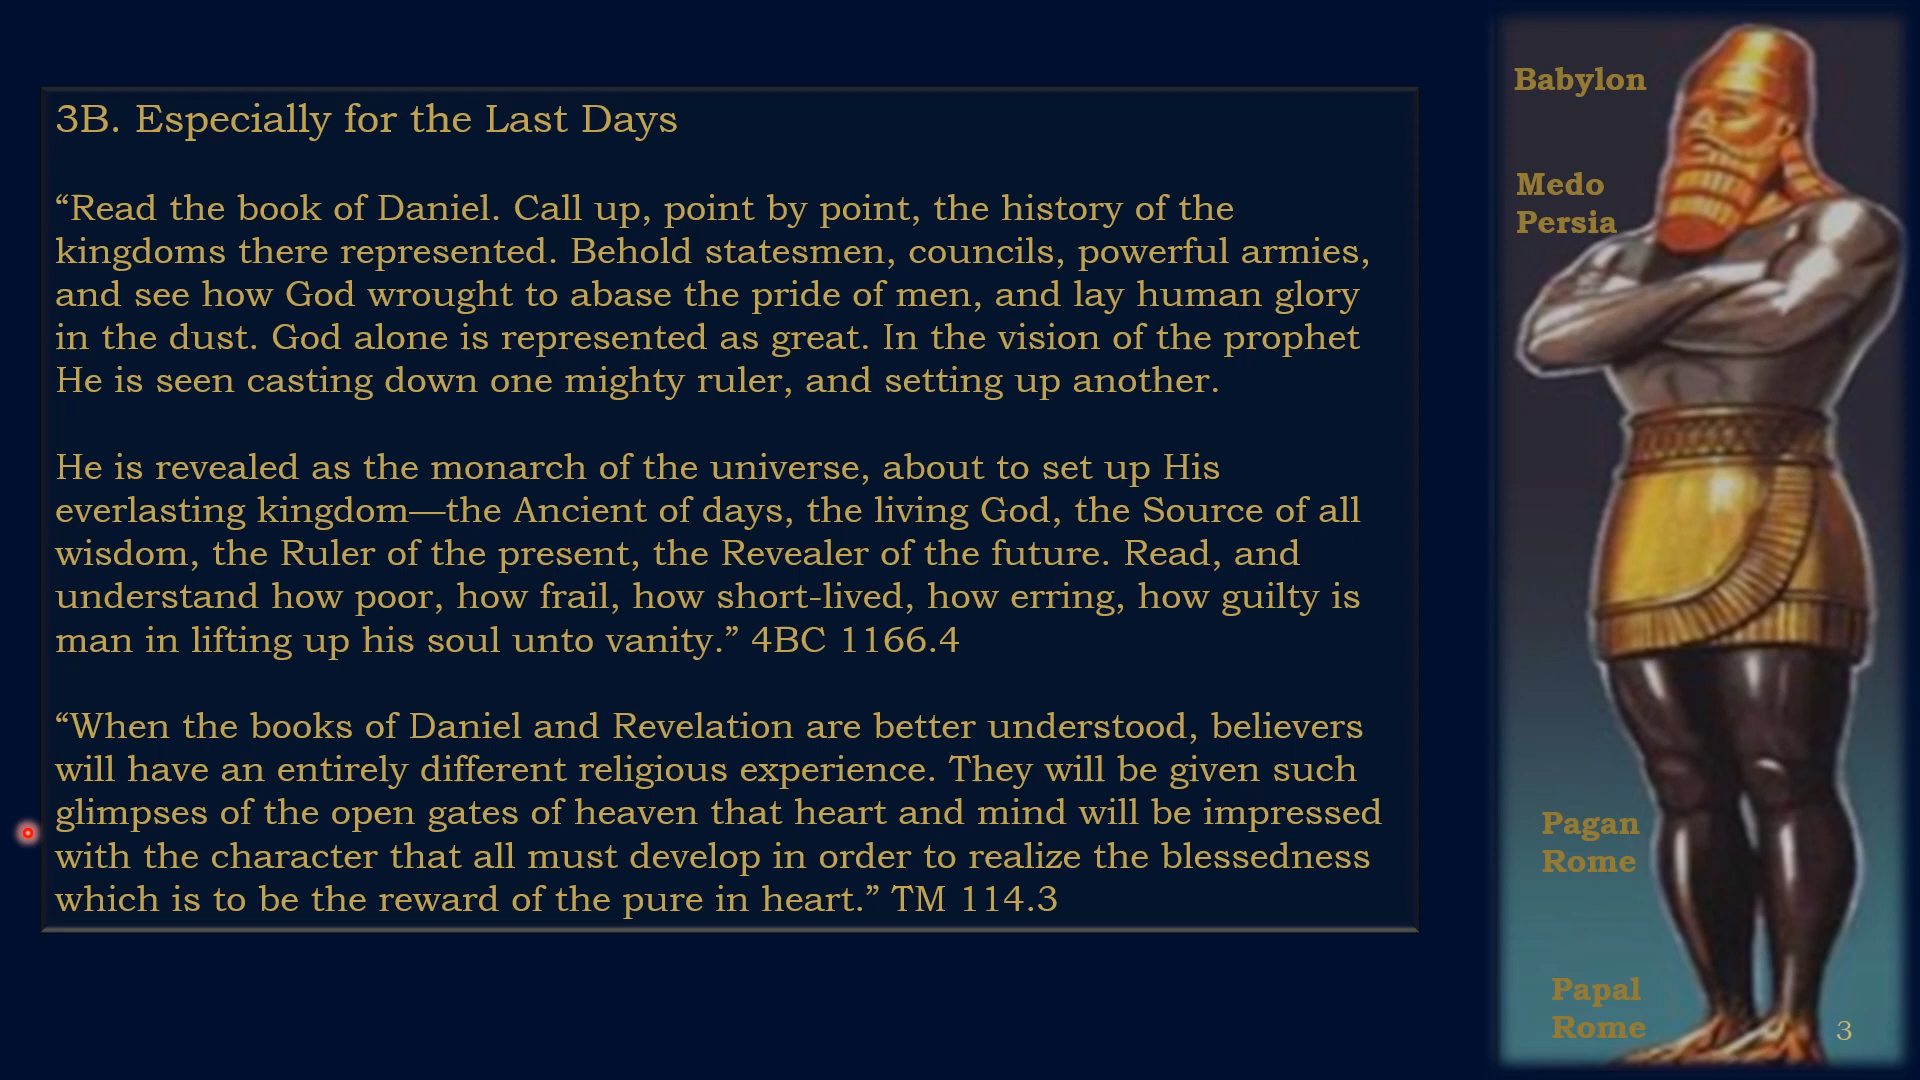 3B. Especially for the Last Days
“Read the book of Daniel. Call up, point by point, the history of the
kingdoms there represented. Behold statesmen, councils, powerful armies,
and see how God wrought to abase the pride of men, and lay human glory
in the dust. God alone is represented as great. In the vision of the prophet
He is seen casting down one mighty ruler, and setting up another.
He is revealed as the monarch of the universe, about to set up His
everlasting kingdom—the Ancient of days, the living God, the Source of all
wisdom, the Ruler of the present, the Revealer of the future. Read, and
understand how poor, how frail, how short-lived, how erring, how guilty is
man in lifting up his soul unto vanity.” 4BC 1166.4
“When the books of Daniel and Revelation are better understood, believers
will have an entirely different religious experience. They will be given such
glimpses of the open gates of heaven that heart and mind will be impressed
with the character that all must develop in order to realize the blessedness
which is to be the reward of the pure in heart.” TM 114.3
Babylon
Medo
Persia
Pagan
Rome
Papal
Rome
3